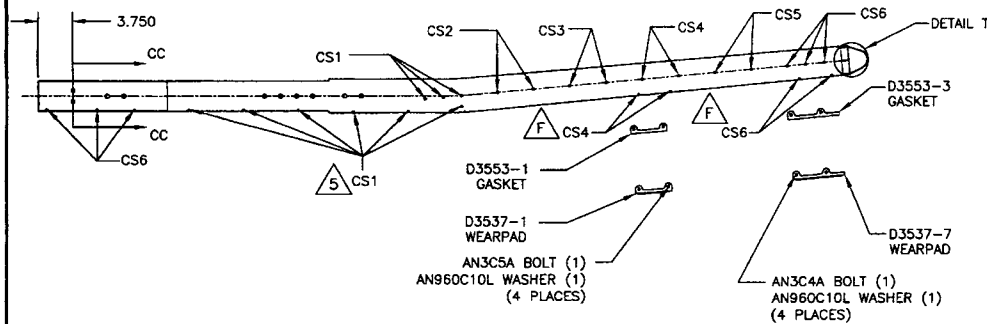 3.750
CC
CC
CS1
CS2
CS3
CS4
CS5
CS6
DETAIL T
CS6
5
CS1
F
CS4
F
CS6
D3553-3
GASKET
D3553-1
GASKET
D3537-1
WEARPAD
AN3C5A BOLT (1)
AN960C10L WASHER (1)
(4 PLACES)
D3537-7
WEARPAD
AN3C4A BOLT (1)
AN960C10L WASHER (1)
(4 PLACES)